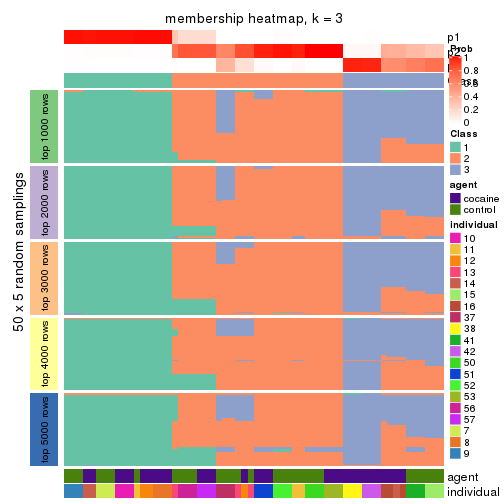 membership heatmap, k = 3
p1
p2
Prob
1
0.8
0.6
0.4
0.2
0
Class
Class
1
2
3
agent
cocaine
control
individual
10
11
12
13
14
15
16
37
38
41
42
50
51
52
53
56
57
7
8
9
50 x 5 random samplings
top 1000 rows
top 2000 rows
top 3000 rows
top 4000 rows
top 5000 rows
agent
individual